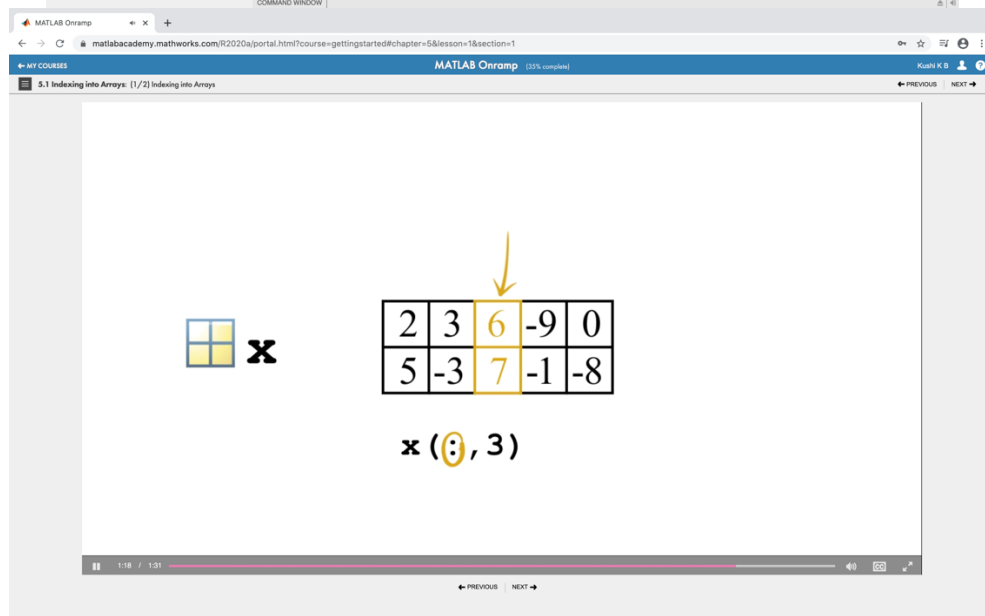 COMMAND WINDOW
MATLAB Onramp
matlabacademy.mathworks.com/R2020a/portal.html?course=gettingstarted#chapter=5&lesson=1&section=1
← MY COURSES
MATLAB Onramp (35% complete)
Kushi K B
5.1 Indexing into Arrays: (1/2) Indexing into Arrays
← PREVIOUS NEXT →
x
2 3 6 -9 0
5 -3 7 -1 -8
x(:,3)
1:18 / 1:31
CC
← PREVIOUS NEXT →